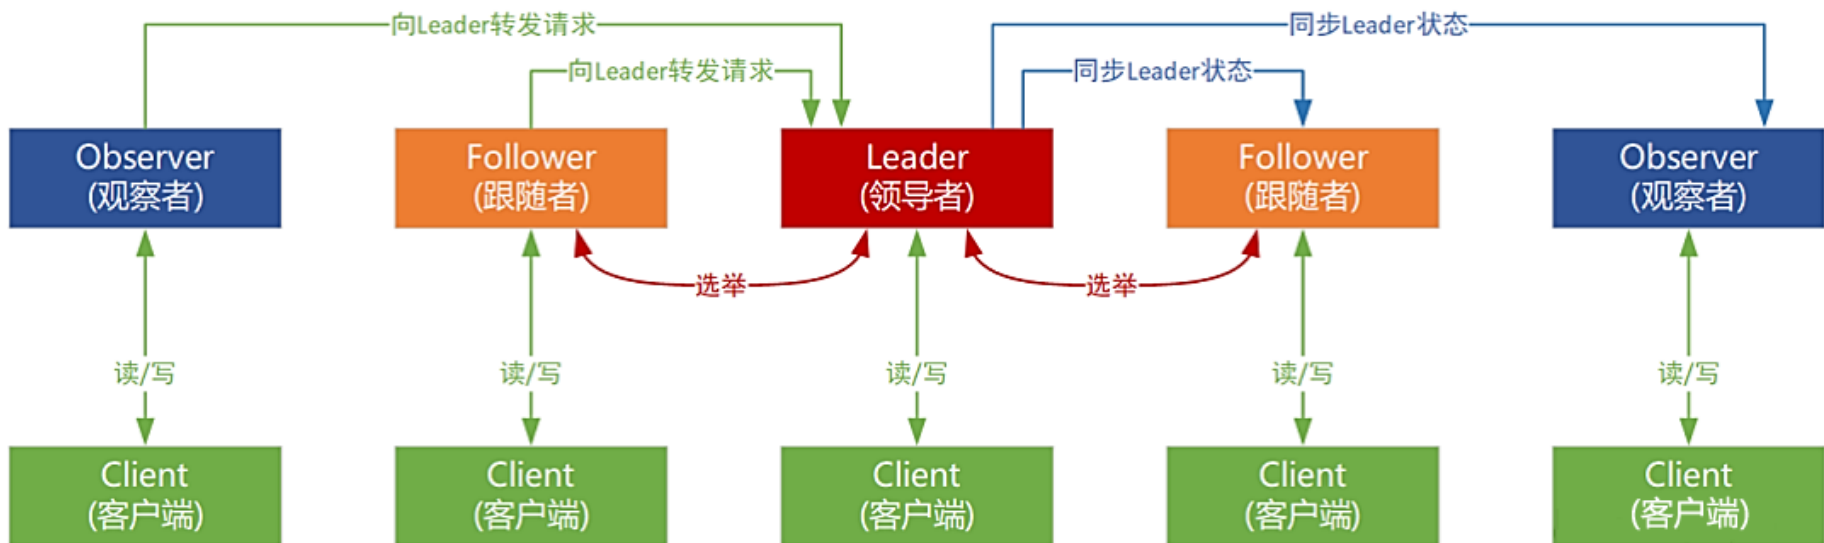 向Leader转发请求
同步Leader状态
向Leader转发请求
同步Leader状态
Observer
(观察者)
Follower
(跟随者)
Leader
(领导者)
Follower
(跟随者)
Observer
(观察者)
选举
选举
读/写
读/写
读/写
读/写
读/写
Client
(客户端)
Client
(客户端)
Client
(客户端)
Client
(客户端)
Client
(客户端)